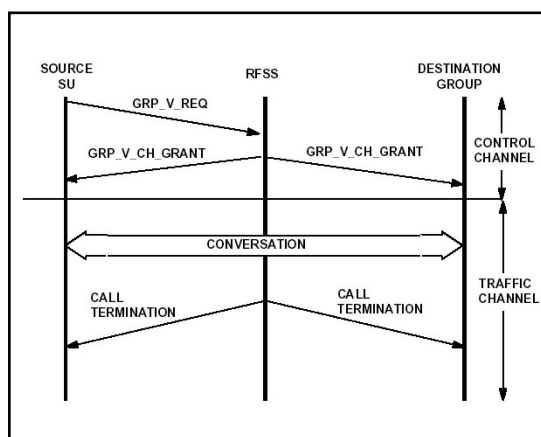 SOURCE
SU
RFSS
DESTINATION
GROUP
GRP_V_REQ
GRP_V_CH_GRANT
GRP_V_CH_GRANT
CONTROL
CHANNEL
CONVERSATION
CALL
TERMINATION
CALL
TERMINATION
TRAFFIC
CHANNEL